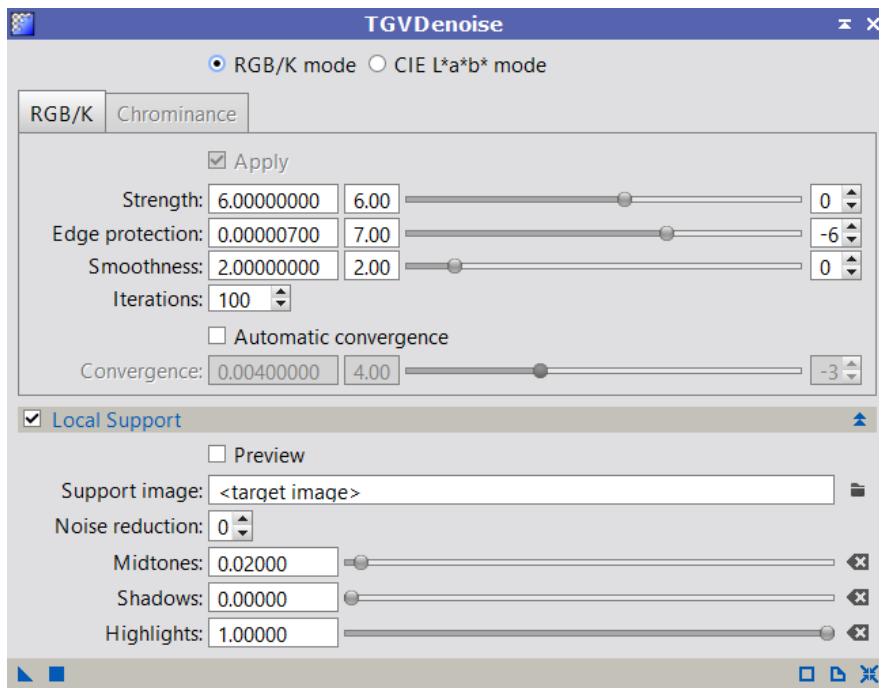 TGVDenoise
RGB/K mode CIE L*a*b* mode
RGB/K Chrominance
Apply
Strength: 6.00000000 6.00 0
Edge protection: 0.00000700 7.00 -6
Smoothness: 2.00000000 2.00 0
Iterations: 100
Automatic convergence
Convergence: 0.00400000 4.00 -3
Local Support
Preview
Support image: <target image>
Noise reduction: 0
Midtones: 0.02000
Shadows: 0.00000
Highlights: 1.00000